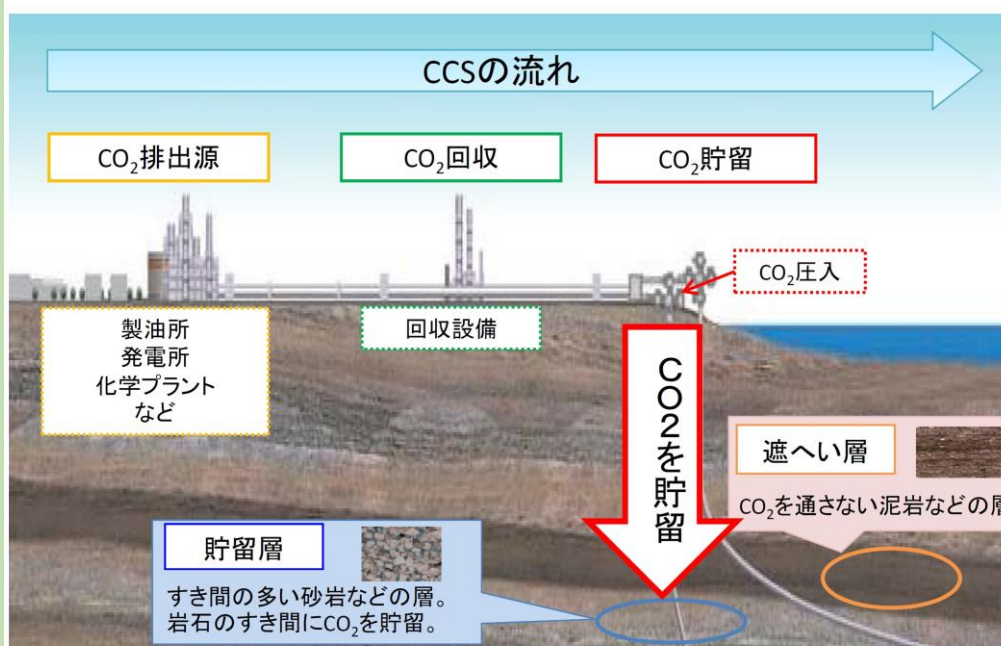 CCSの流れ
CO₂排出源
CO₂回収
CO₂貯留
CO₂圧入
製油所
発電所
化学プラント
など
回収設備
CO2を貯留
遮へい層
CO₂を通さない泥岩などの層
貯留層
すき間の多い砂岩などの層。
岩石のすき間にCO₂を貯留。